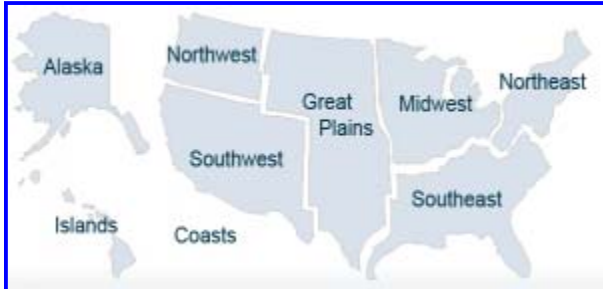 Alaska
Northwest
Great
Plains
Midwest
Northeast
Southwest
Southeast
Islands
Coasts